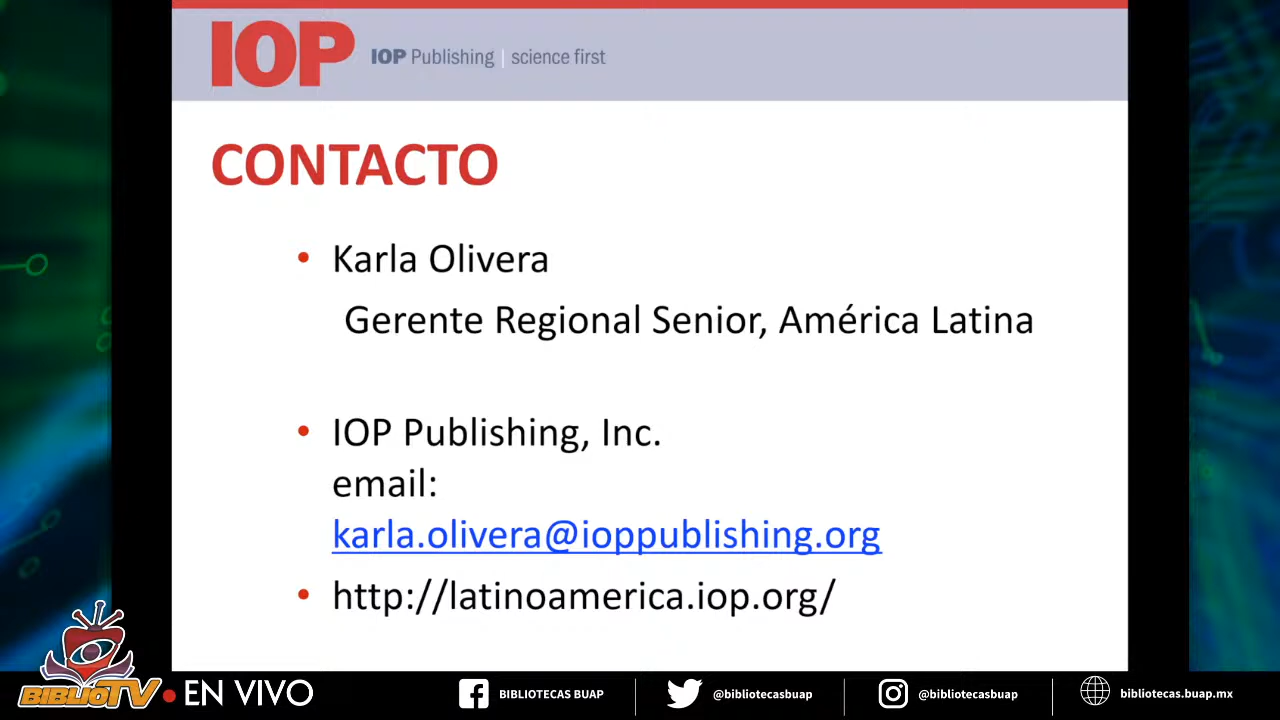 IOP IOP Publishing | science first
CONTACTO
• Karla Olivera
Gerente Regional Senior, América Latina
• IOP Publishing, Inc.
email:
karla.olivera@ioppublishing.org
• http://latinoamerica.iop.org/
BIBLIOTV • EN VIVO BIBLIOTECAS BUAP @bibliotecasbuap @bibliotecasbuap bibliotecas.buap.mx